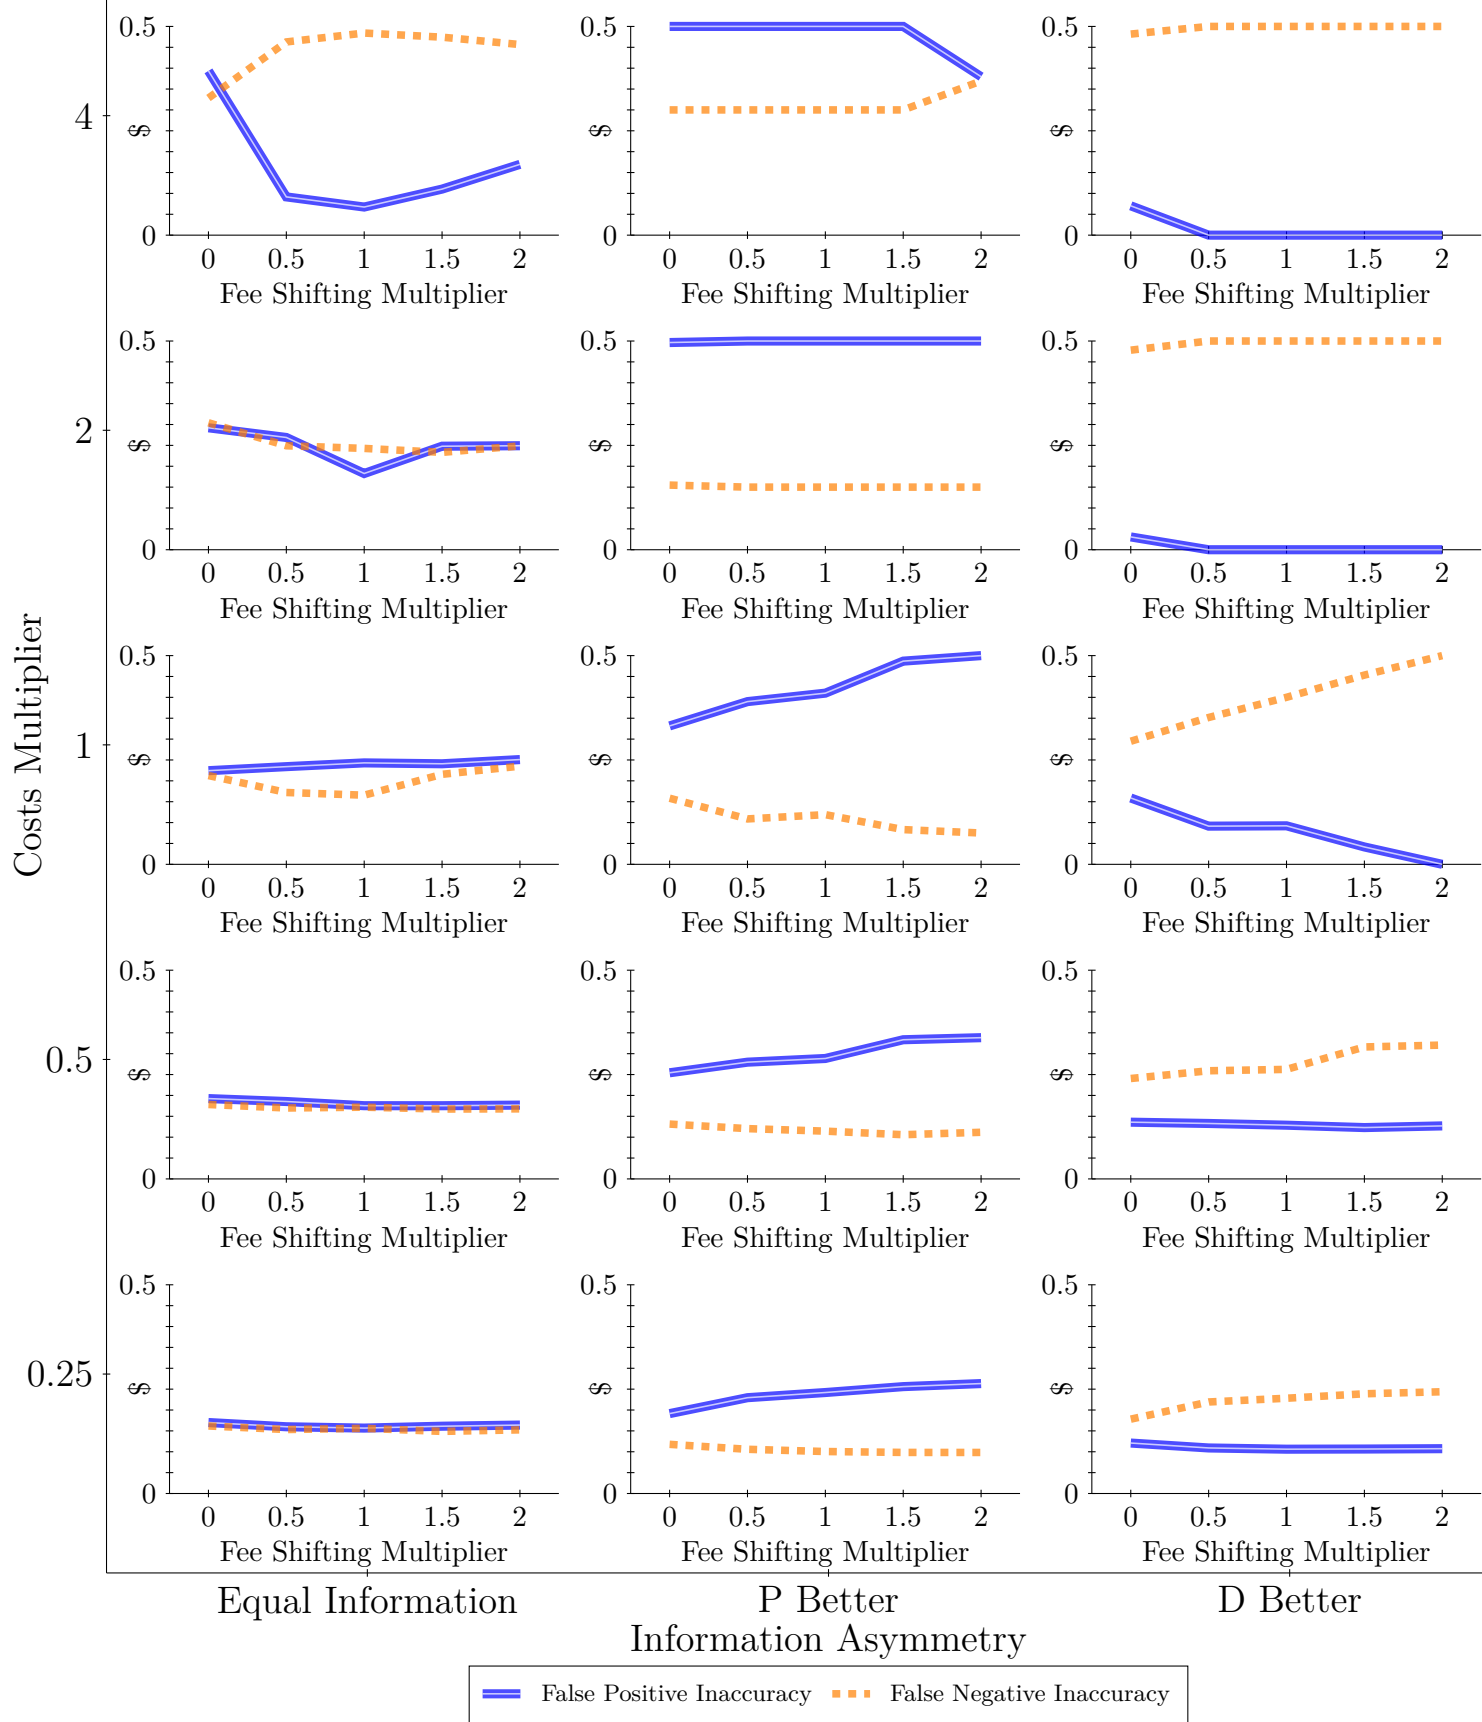 Costs Multiplier
4
0.5
$
0
0 0.5 1 1.5 2
Fee Shifting Multiplier
0.5
$
0
0 0.5 1 1.5 2
Fee Shifting Multiplier
0.5
$
0
0 0.5 1 1.5 2
Fee Shifting Multiplier
2
0.5
$
0
0 0.5 1 1.5 2
Fee Shifting Multiplier
0.5
$
0
0 0.5 1 1.5 2
Fee Shifting Multiplier
0.5
$
0
0 0.5 1 1.5 2
Fee Shifting Multiplier
1
0.5
$
0
0 0.5 1 1.5 2
Fee Shifting Multiplier
0.5
$
0
0 0.5 1 1.5 2
Fee Shifting Multiplier
0.5
$
0
0 0.5 1 1.5 2
Fee Shifting Multiplier
0.5
0.5
$
0
0 0.5 1 1.5 2
Fee Shifting Multiplier
0.5
$
0
0 0.5 1 1.5 2
Fee Shifting Multiplier
0.5
$
0
0 0.5 1 1.5 2
Fee Shifting Multiplier
0.25
0.5
$
0
0 0.5 1 1.5 2
Fee Shifting Multiplier
0.5
$
0
0 0.5 1 1.5 2
Fee Shifting Multiplier
0.5
$
0
0 0.5 1 1.5 2
Fee Shifting Multiplier
Equal Information
P Better
D Better
Information Asymmetry
False Positive Inaccuracy
False Negative Inaccuracy